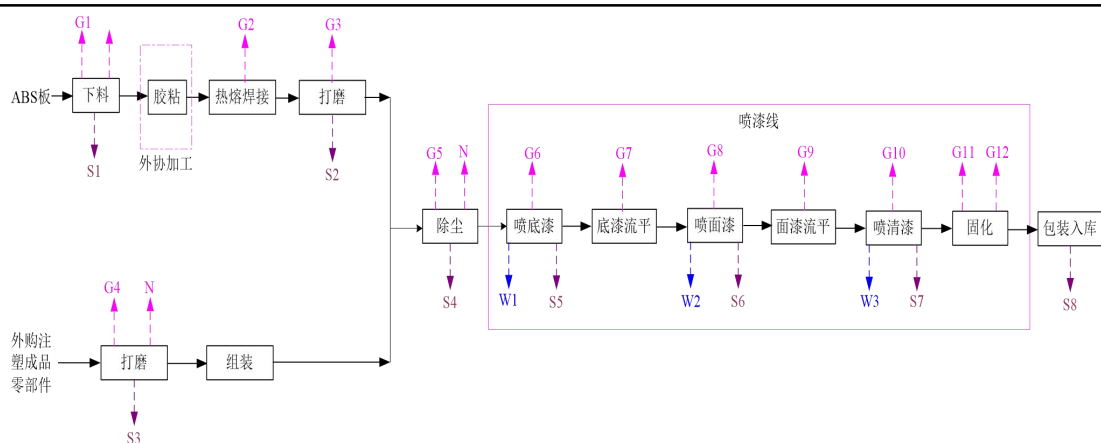 G1
G2
G3
ABS板
下料
胶粘
热熔焊接
打磨
外协加工
S1
S2
喷漆线
G5
N
G6
G7
G8
G9
G10
G11
G12
除尘
喷底漆
底漆流平
喷面漆
面漆流平
喷清漆
固化
包装入库
S4
W1
S5
W2
S6
W3
S7
S8
G4
N
外购注
塑成品
零部件
打磨
组装
S3